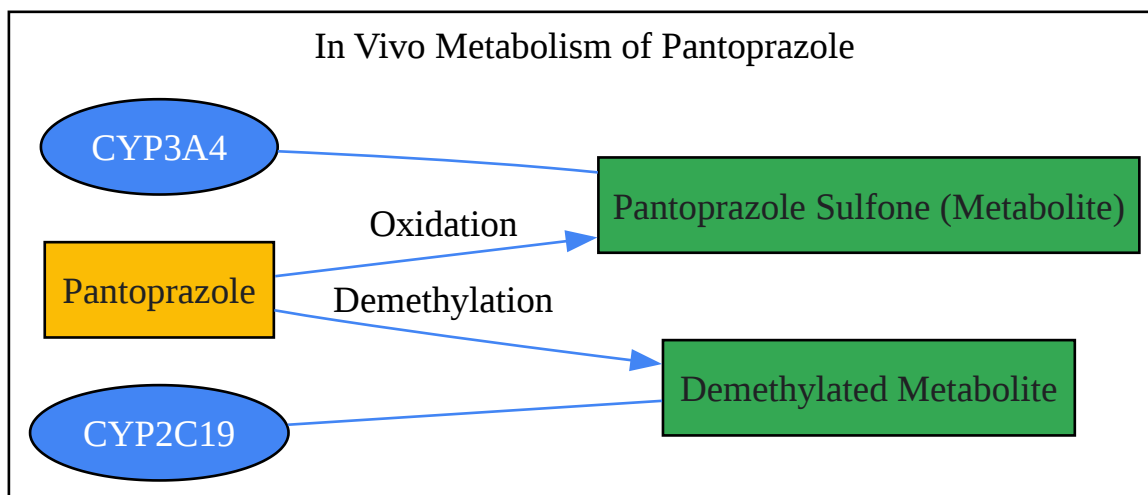 In Vivo Metabolism of Pantoprazole
CYP3A4
Pantoprazole Sulfone (Metabolite)
Oxidation
Pantoprazole
Demethylation
Demethylated Metabolite
CYP2C19